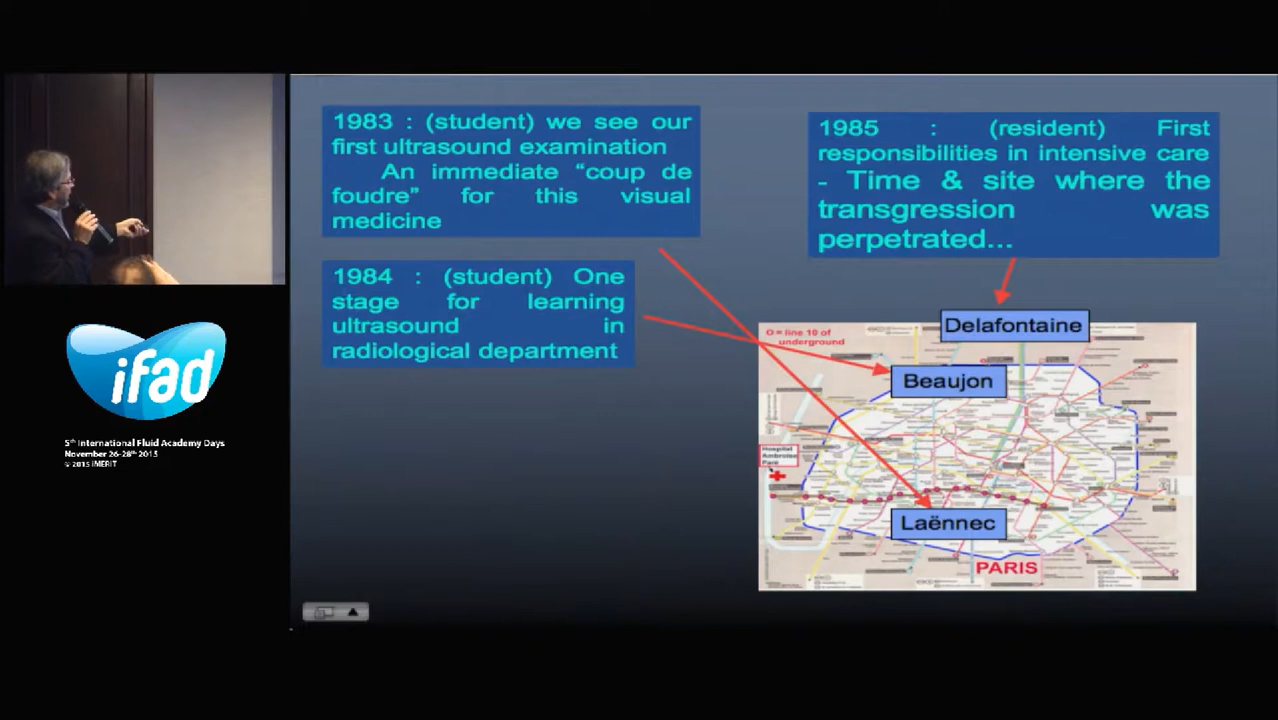 1983 : (student) we see our
first ultrasound examination
An immediate “coup de
foudre” for this visual
medicine
1984 : (student) One
stage for learning
ultrasound in
radiological department
1985 : (resident) First
responsibilities in intensive care
- Time & site where the
transgression was
perpetrated...
Delafontaine
O = line 10 of
underground
Beaujon
Hospital
Ambroise
Paré
Laënnec
PARIS
ifad
5th International Fluid Academy Days
November 26-28th 2015
© 2015 IMERIT